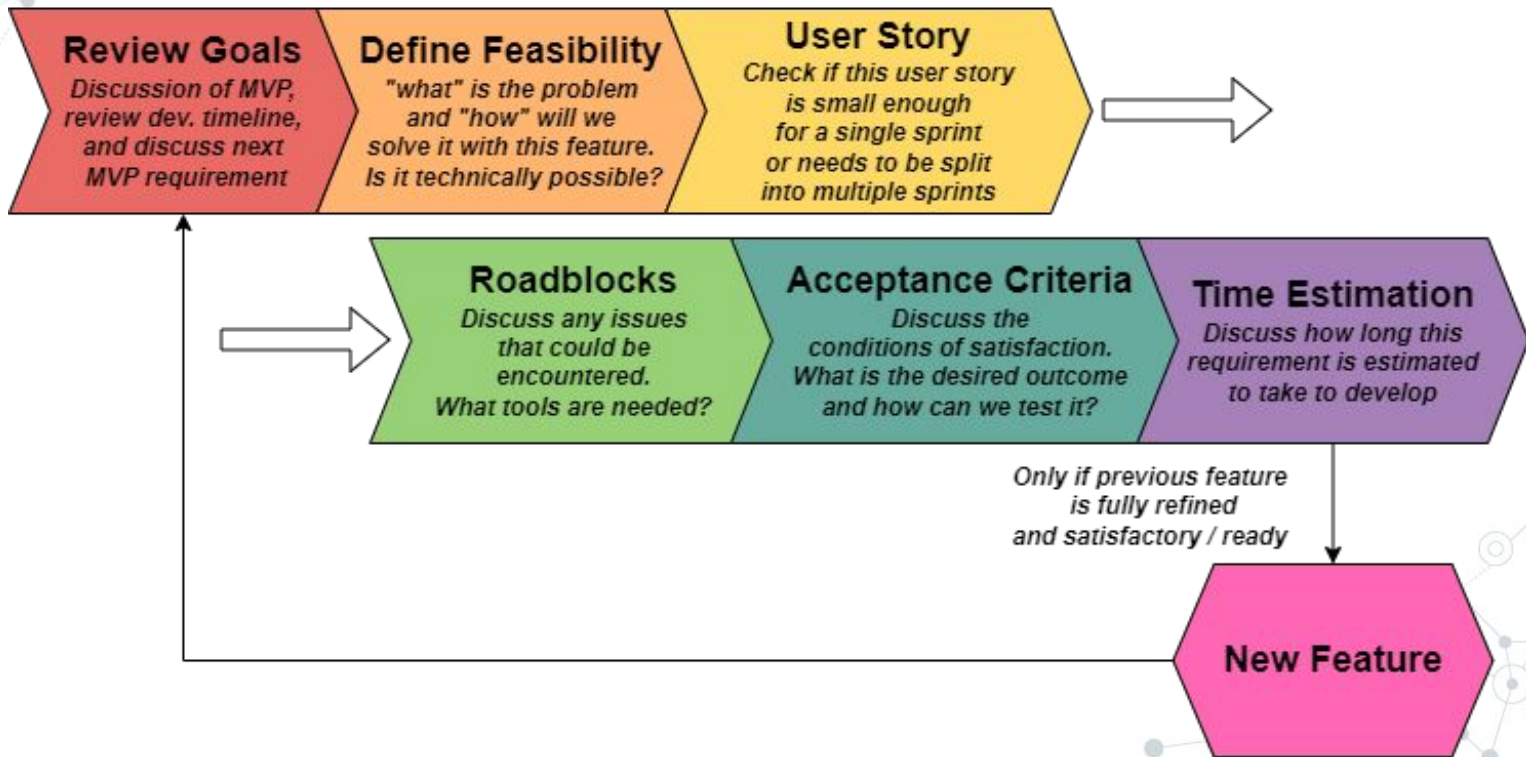 Review Goals
Discussion of MVP,
review dev. timeline,
and discuss next
MVP requirement
Define Feasibility
"what" is the problem
and "how" will we
solve it with this feature.
Is it technically possible?
User Story
Check if this user story
is small enough
for a single sprint
or needs to be split
into multiple sprints
Roadblocks
Discuss any issues
that could be
encountered.
What tools are needed?
Acceptance Criteria
Discuss the
conditions of satisfaction.
What is the desired outcome
and how can we test it?
Time Estimation
Discuss how long this
requirement is estimated
to take to develop
Only if previous feature
is fully refined
and satisfactory / ready
New Feature